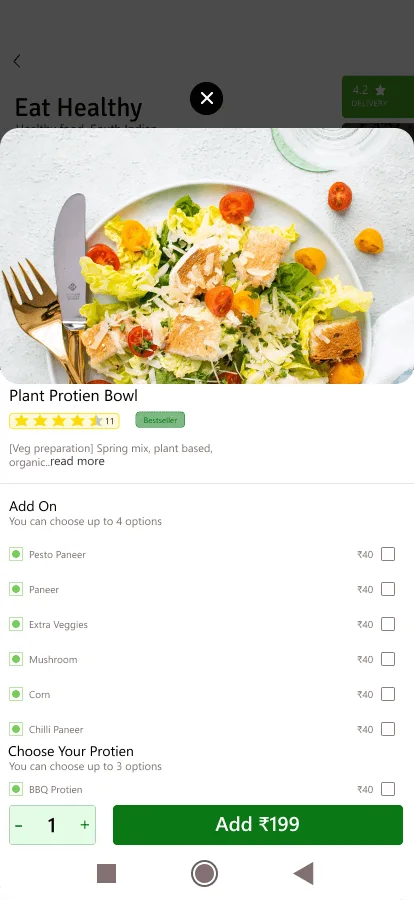 4.2
DELIVERY
Eat Healthy
Healthy food, South Indian
Plant Protien Bowl
11
Bestseller
[Veg preparation] Spring mix, plant based,
organic..read more
Add On
You can choose up to 4 options
Pesto Paneer ₹40
Paneer ₹40
Extra Veggies ₹40
Mushroom ₹40
Corn ₹40
Chilli Paneer ₹40
Choose Your Protien
You can choose up to 3 options
BBQ Protien ₹40
- 1 + Add ₹199